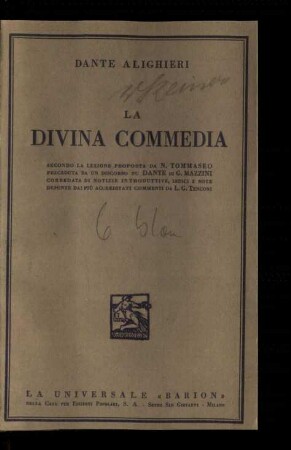 DANTE ALIGHIERI
LA
DIVINA COMMEDIA
SECONDO LA LEZIONE PROPOSTA DA N. TOMMASEO
PRECEDUTA DA UN DISCORSO SU DANTE DI G. MAZZINI
CORREDATA DI NOTIZIE INTRODUTTIVE, INDICI E NOTE
DESUNTE DAI PIÙ ACCREDITATI COMMENTI DA L. G. TENCONI
6 blau
LA UNIVERSALE «BARION»
DELLA CASA PER EDIZIONI POPOLARI, S. A. - SESTO SAN GIOVANNI - MILANO